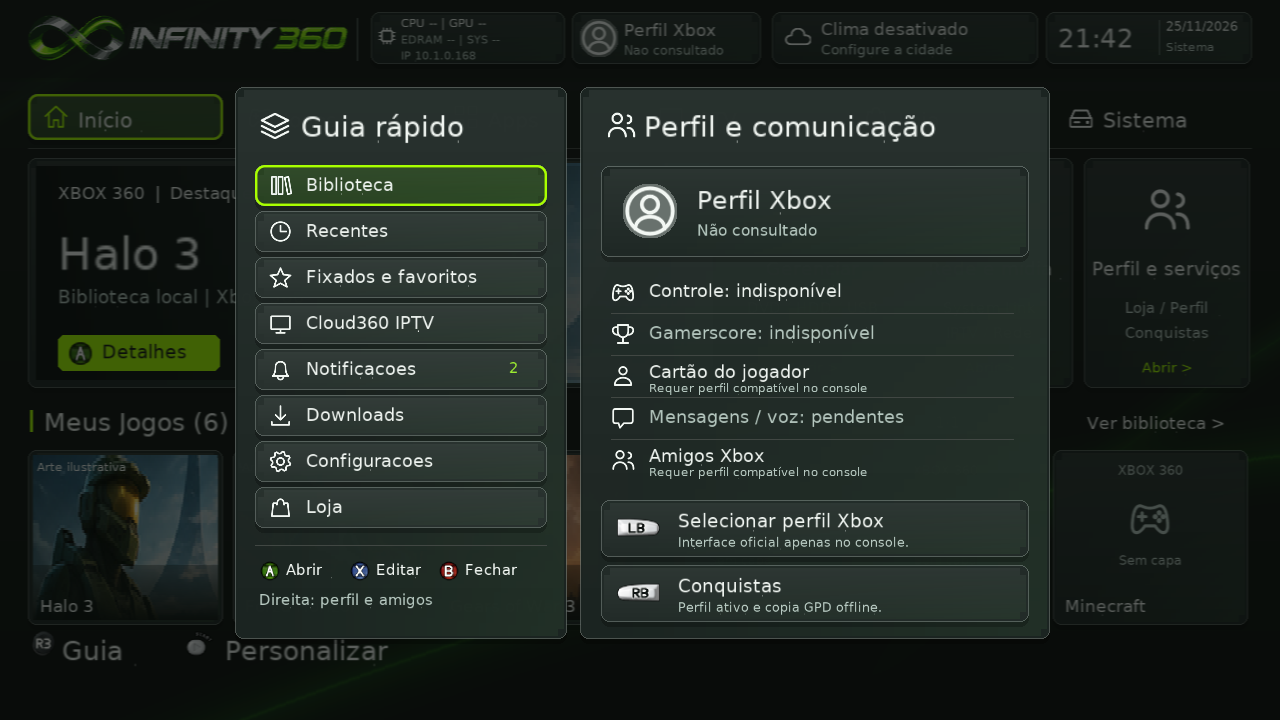 INFINITY360
CPU -- | GPU --
EDRAM -- | SYS --
IP 10.1.0.168
Perfil Xbox
Nao consultado
Clima desativado
Configure a cidade
21:42
25/11/2026
Sistema
Início
Sistema
Guia rápido
Biblioteca
Recentes
Fixados e favoritos
Cloud360 IPTV
Notificacoes 2
Downloads
Configuracoes
Loja
A Abrir X Editar B Fechar
Direita: perfil e amigos
Perfil e comunicação
Perfil Xbox
Não consultado
Controle: indisponível
Gamerscore: indisponível
Cartão do jogador
Requer perfil compatível no console
Mensagens / voz: pendentes
Amigos Xbox
Requer perfil compatível no console
LB Selecionar perfil Xbox
Interface oficial apenas no console.
RB Conquistas
Perfil ativo e copia GPD offline.
XBOX 360 |
Halo 3
Biblioteca local |
A Detalhes
Perfil e serviços
Loja / Perfil
Conquistas
Abrir >
Meus Jogos (6)
Ver biblioteca >
Arte ilustrativa
Halo 3
3
XBOX 360
Sem capa
Minecraft
R3 Guia
Personalizar